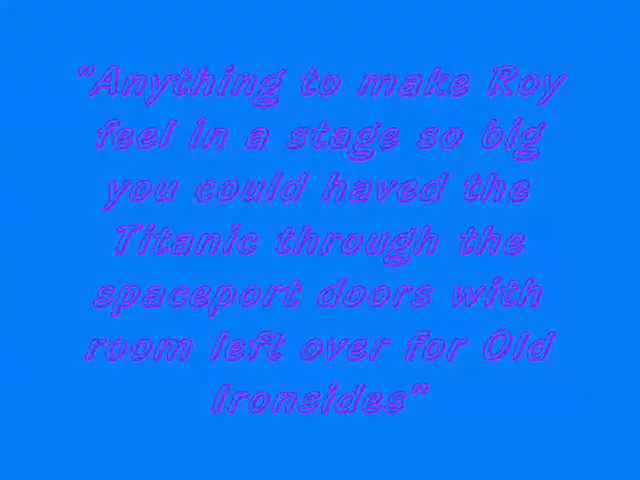 "Anything to make Roy
feel in a stage so big
you could haved the
Titanic through the
spaceport doors with
room left over for Old
Ironsides"